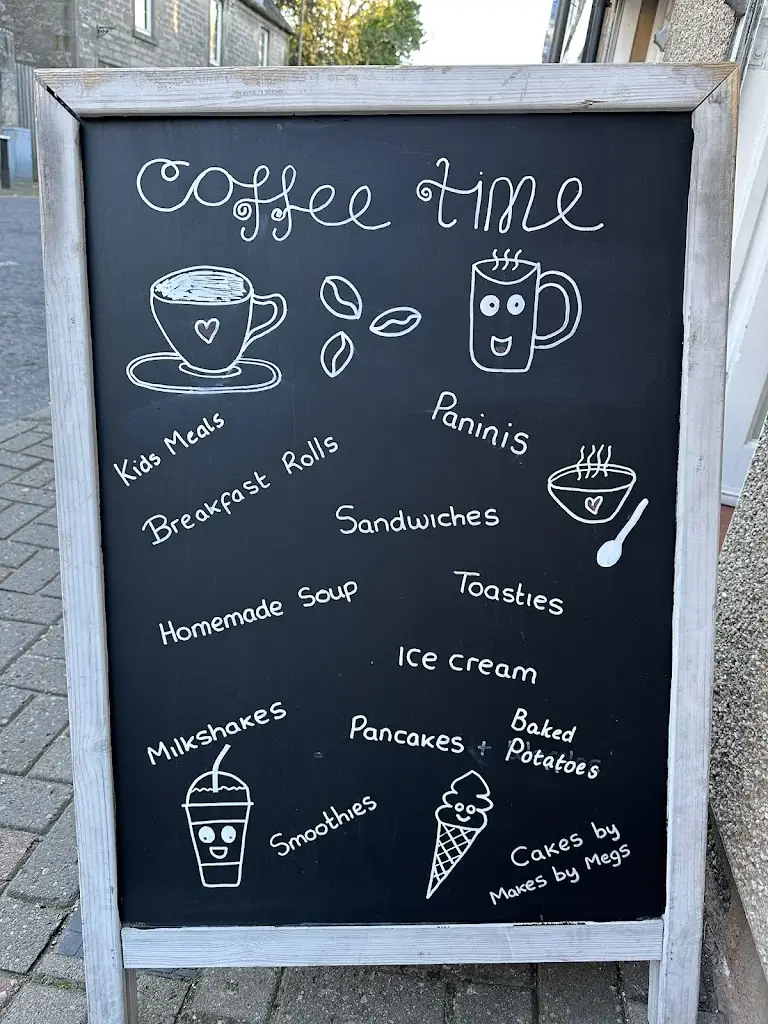 Coffee time
Kids Meals
Paninis
Breakfast Rolls
Sandwiches
Homemade Soup
Toasties
Ice cream
Milkshakes
Pancakes +
Baked
Potatoes
Smoothies
Cakes by
Makes by Megs